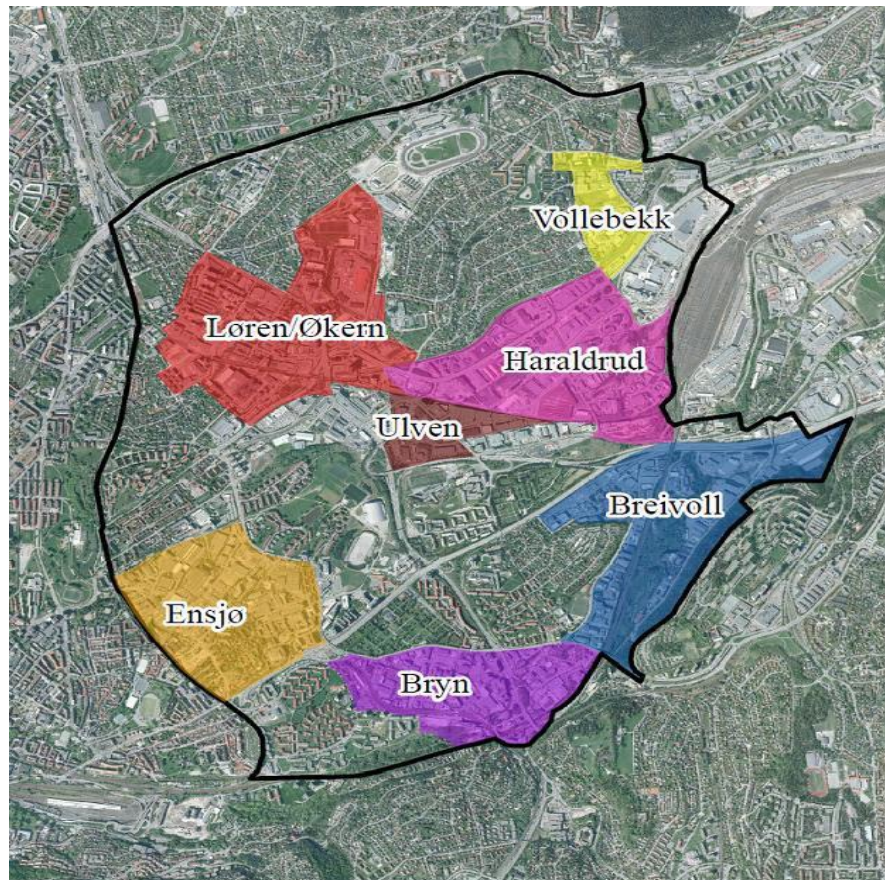 Vollebekk
Løren/Økern
Haraldrud
Ulven
Breivoll
Ensjø
Bryn